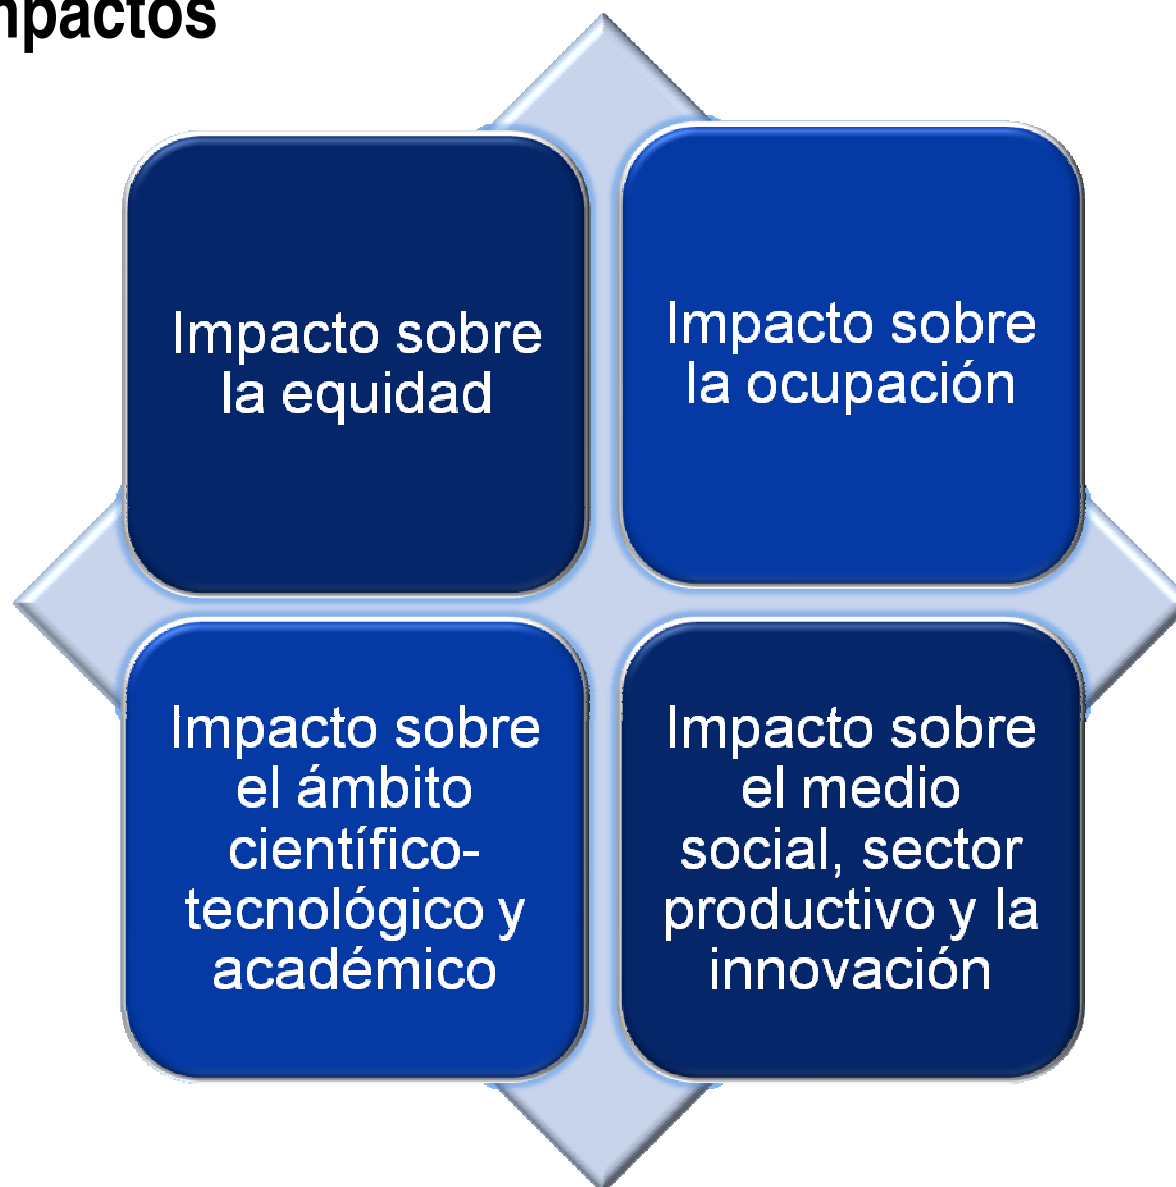 mpactos
Impacto sobre
la equidad
Impacto sobre
la ocupación
Impacto sobre
el ámbito
científico-
tecnológico y
académico
Impacto sobre
el medio
social, sector
productivo y la
innovación